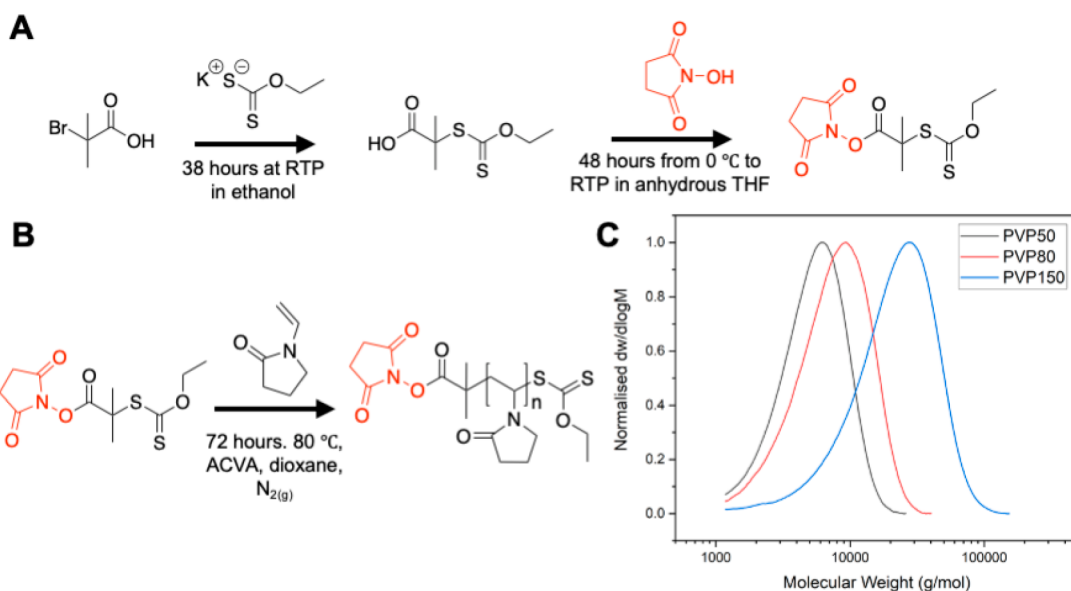 A
K⊕ S⊖
O
S
Br
O
OH
38 hours at RTP
in ethanol
HO
O
S
O
S
O
N-OH
O
48 hours from 0 ℃ to
RTP in anhydrous THF
O
N
O
O
O
S
O
S
B
O
N
O
O
O
S
O
S
O
N
72 hours. 80 ℃,
ACVA, dioxane,
N2(g)
O
N
O
O
O
S
S
O
n
N
O
C
PVP50
PVP80
PVP150
Normalised dw/dlogM
1.0
0.8
0.6
0.4
0.2
0.0
1000
10000
100000
Molecular Weight (g/mol)